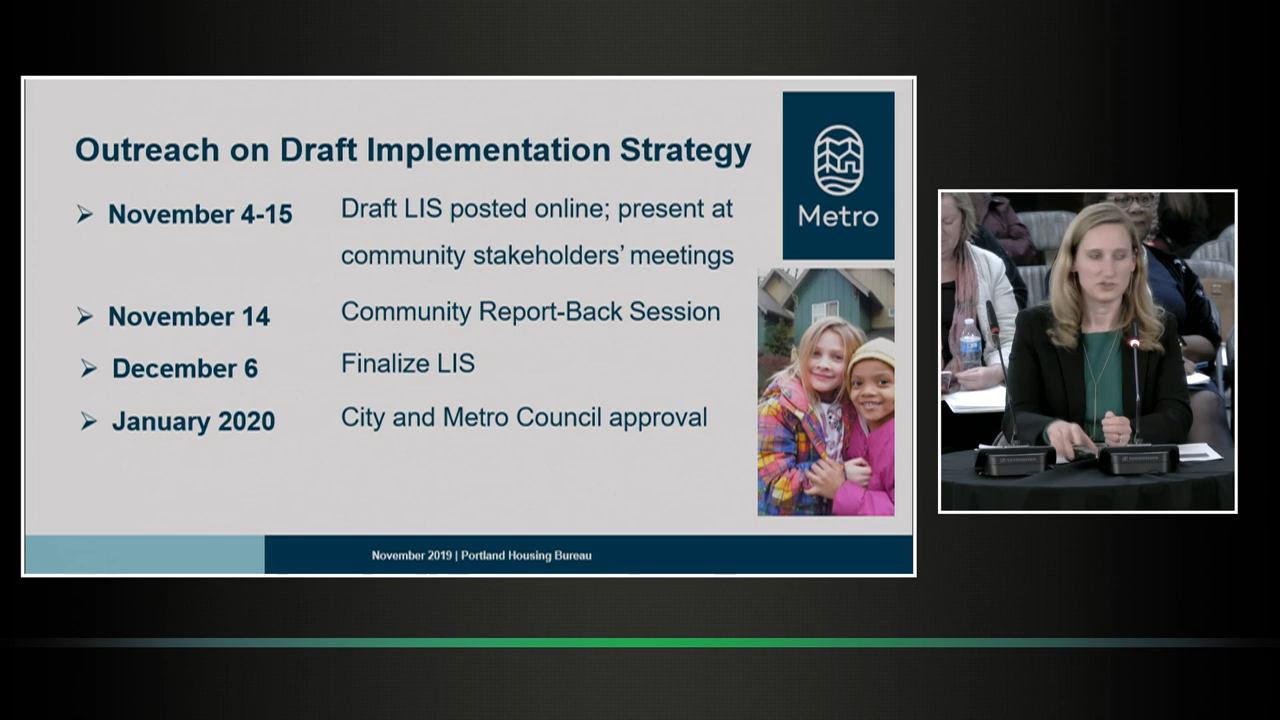 Outreach on Draft Implementation Strategy
November 4-15
Draft LIS posted online; present at
community stakeholders’ meetings
November 14
Community Report-Back Session
December 6
Finalize LIS
January 2020
City and Metro Council approval
Metro
November 2019 | Portland Housing Bureau